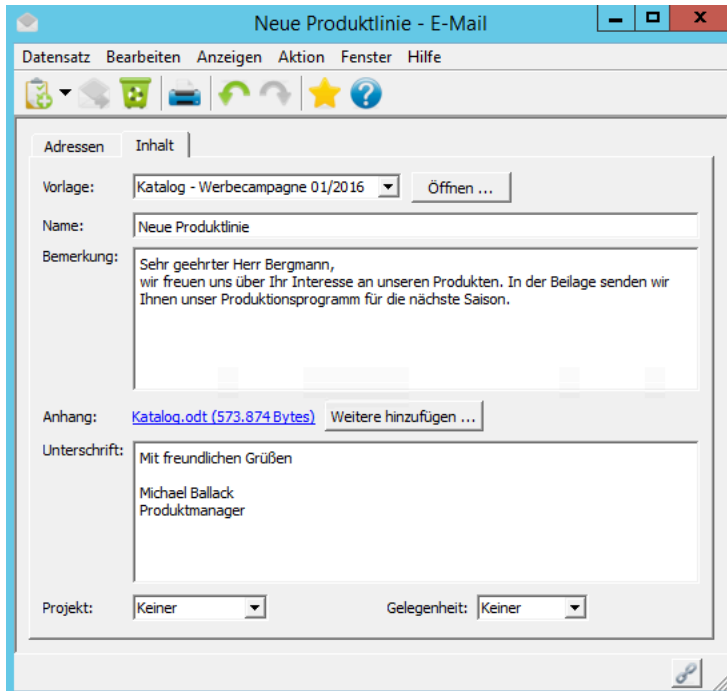 Neue Produktlinie - E-Mail
Datensatz Bearbeiten Anzeigen Aktion Fenster Hilfe
Adressen Inhalt
Vorlage: Katalog - Werbecampagne 01/2016 Öffnen ...
Name: Neue Produktlinie
Bemerkung: Sehr geehrter Herr Bergmann,
wir freuen uns über Ihr Interesse an unseren Produkten. In der Beilage senden wir
Ihnen unser Produktionsprogramm für die nächste Saison.
Anhang: Katalog.odt (573.874 Bytes) Weitere hinzufügen ...
Unterschrift: Mit freundlichen Grüßen
Michael Ballack
Produktmanager
Projekt: Keiner Gelegenheit: Keiner